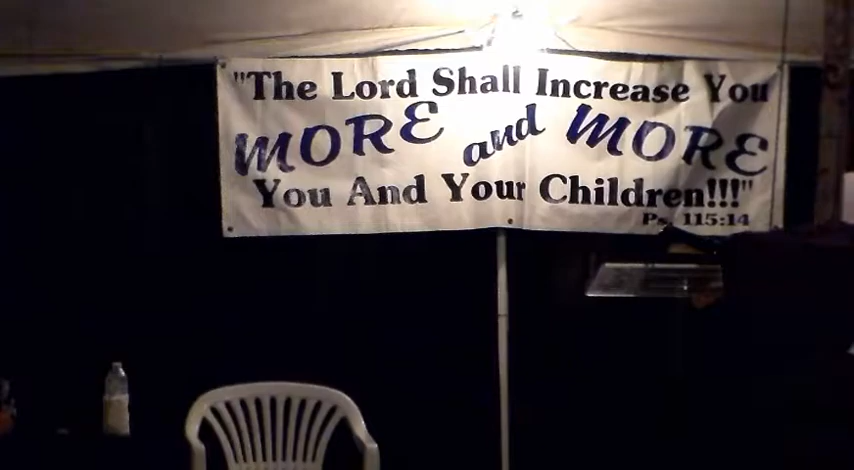 "The Lord Shall Increase You
MORE and MORE
You And Your Children!!!"
Ps. 115:14